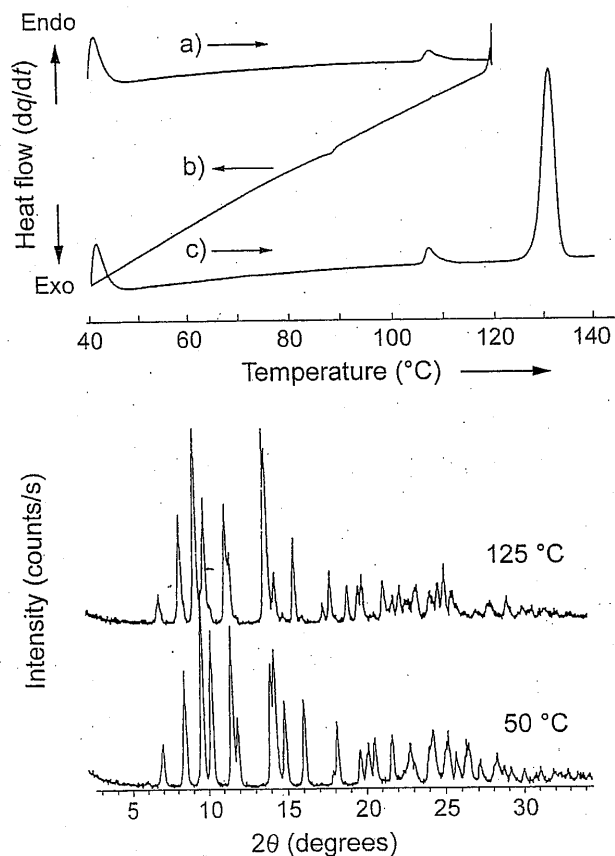 Endo
a)
Heat flow (dq/dt)
b)
c)
Exo
40 60 80 100 120 140
Temperature (°C)
Intensity (counts/s)
125 °C
50 °C
5 10 15 20 25 30
2θ (degrees)